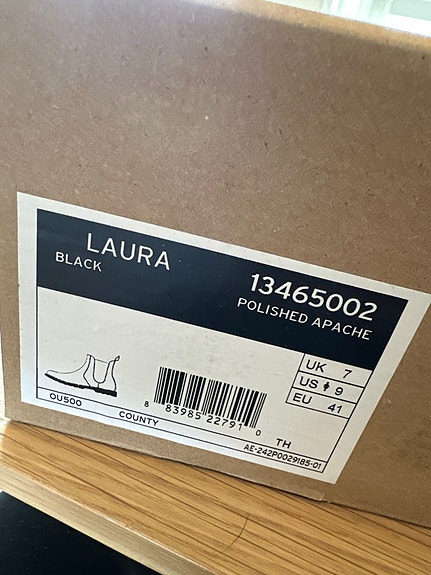 LAURA
BLACK
13465002
POLISHED APACHE
UK 7
US 9
EU 41
8 83985 22791 0
OU500
COUNTY
TH
AE-242P0029185-01